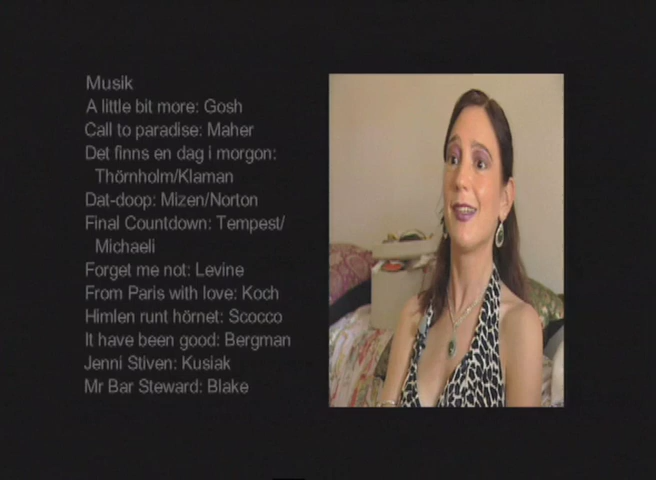 Musik
A little bit more: Gosh
Call to paradise: Maher
Det finns en dag i morgon:
Thörnholm/Klaman
Dat-doop: Mizen/Norton
Final Countdown: Tempest/
Michaeli
Forget me not: Levine
From Paris with love: Koch
Himlen runt hörnet: Scocco
It have been good: Bergman
Jenni Stiven: Kusiak
Mr Bar Steward: Blake